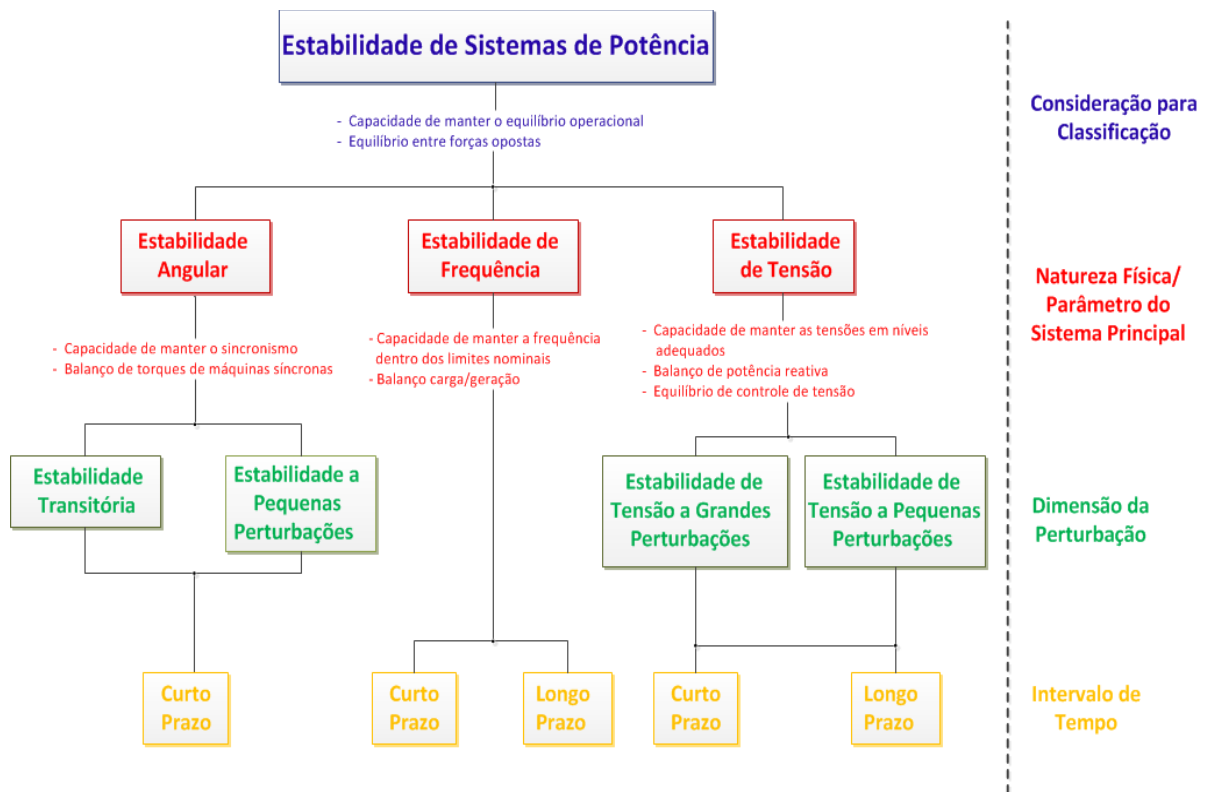 Estabilidade de Sistemas de Potência
- Capacidade de manter o equilíbrio operacional
- Equilíbrio entre forças opostas
Consideração para
Classificação
Estabilidade
Angular
Estabilidade de
Frequência
Estabilidade
de Tensão
Natureza Física/
Parâmetro do
Sistema Principal
- Capacidade de manter o sincronismo
- Balanço de torques de máquinas síncronas
- Capacidade de manter a frequência
dentro dos limites nominais
- Balanço carga/geração
- Capacidade de manter as tensões em níveis
adequados
- Balanço de potência reativa
- Equilíbrio de controle de tensão
Estabilidade
Transitória
Estabilidade a
Pequenas
Perturbações
Estabilidade de
Tensão a Grandes
Perturbações
Estabilidade de
Tensão a Pequenas
Perturbações
Dimensão da
Perturbação
Curto
Prazo
Curto
Prazo
Longo
Prazo
Curto
Prazo
Longo
Prazo
Intervalo de
Tempo